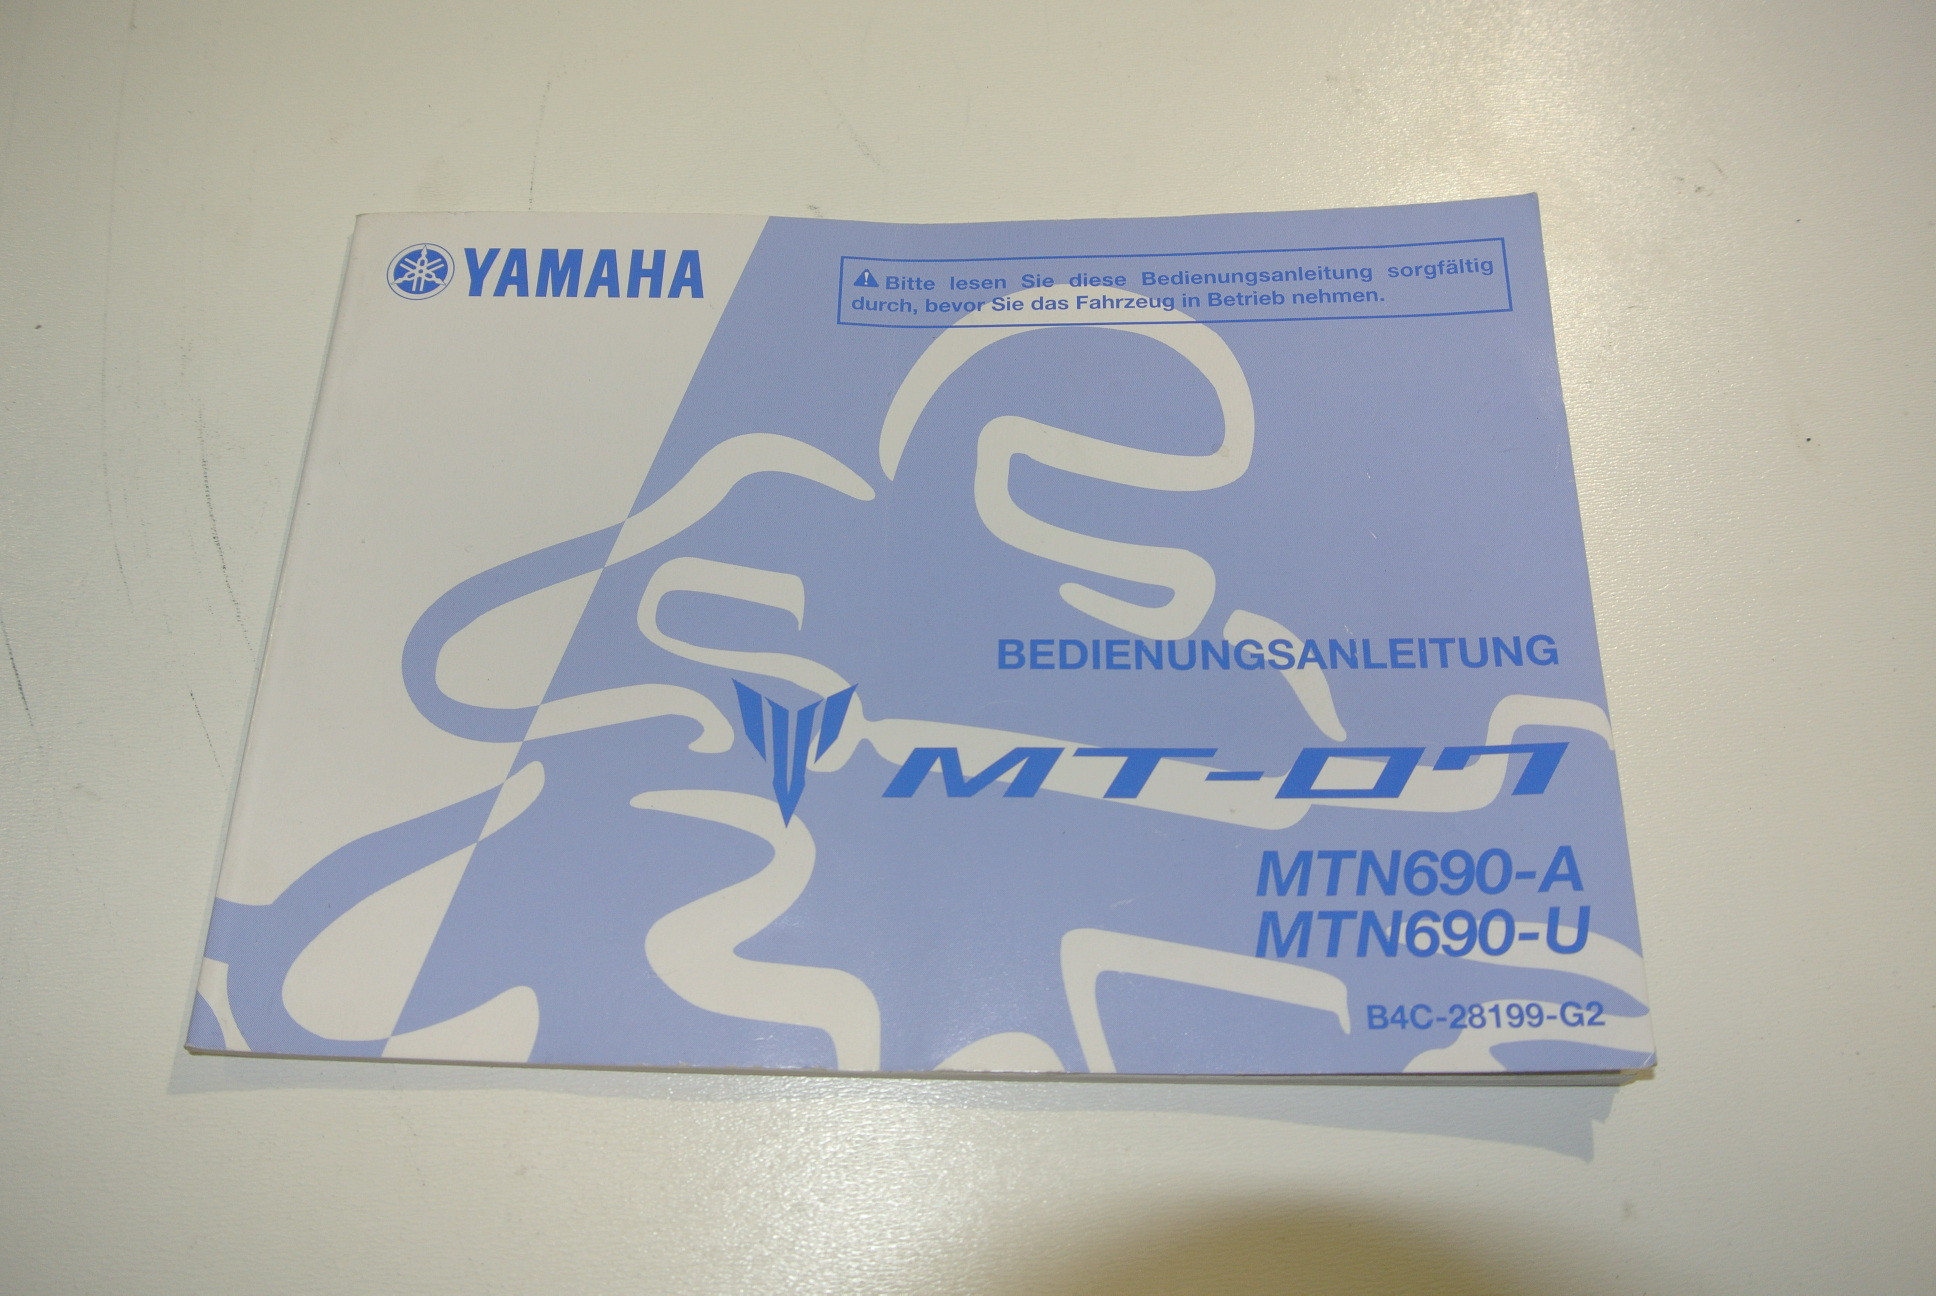 YAMAHA
Bitte lesen Sie diese Bedienungsanleitung sorgfältig
durch, bevor Sie das Fahrzeug in Betrieb nehmen.
BEDIENUNGSANLEITUNG
MT-07
MTN690-A
MTN690-U
B4C-28199-G2